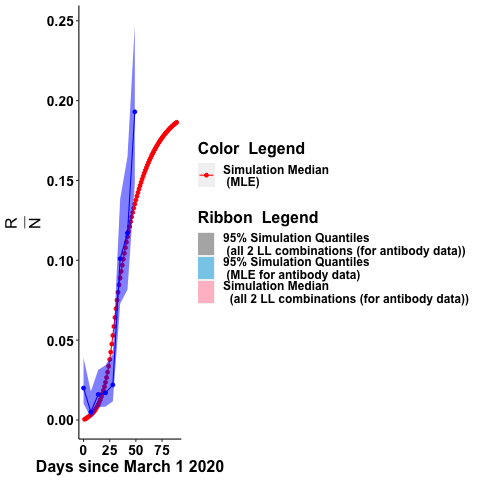 0.25
0.20
0.15
0.10
0.05
0.00
R
N
0 25 50 75
Days since March 1 2020
Color Legend
Simulation Median
(MLE)
Ribbon Legend
95% Simulation Quantiles
(all 2 LL combinations (for antibody data))
95% Simulation Quantiles
(MLE for antibody data)
Simulation Median
(all 2 LL combinations (for antibody data))